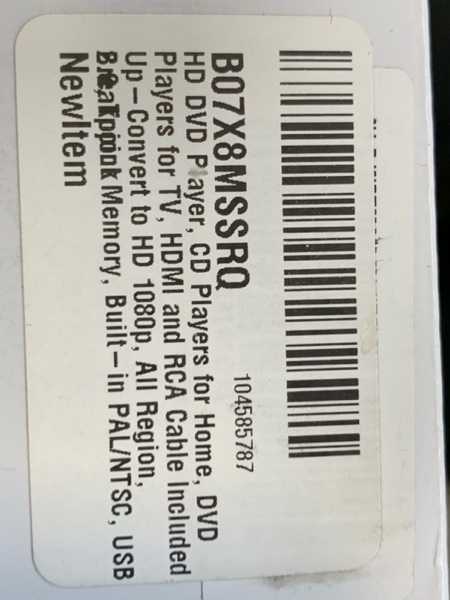 B07X8MSSRQ
104585787
HD DVD Player, CD Players for Home, DVD
Players for TV, HDMI and RCA Cable Included
Up-Convert to HD 1080p, All Region,
Breakpoint Memory, Built-in PAL/NTSC, USB
NewItem